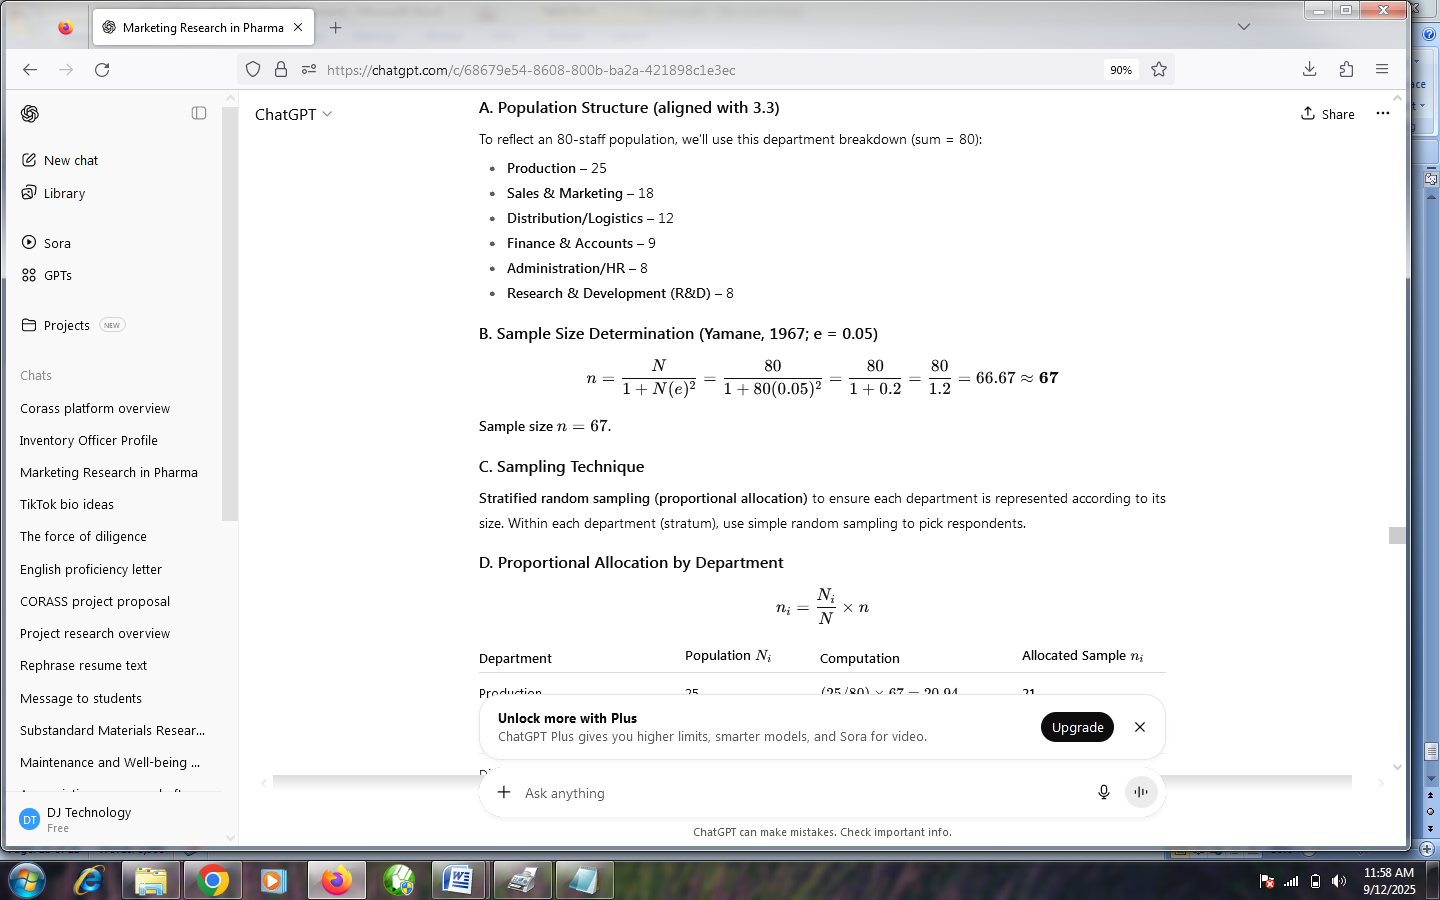 Marketing Research in Pharma
https://chatgpt.com/c/68679e54-8608-800b-ba2a-421898c1e3ec
90%
ChatGPT
Share
New chat
Library
Sora
GPTs
Projects NEW
Chats
Corass platform overview
Inventory Officer Profile
Marketing Research in Pharma
TikTok bio ideas
The force of diligence
English proficiency letter
CORASS project proposal
Project research overview
Rephrase resume text
Message to students
Substandard Materials Resear...
Maintenance and Well-being ...
DT
DJ Technology
Free
A. Population Structure (aligned with 3.3)
To reflect an 80-staff population, we'll use this department breakdown (sum = 80):
• Production – 25
• Sales & Marketing – 18
• Distribution/Logistics – 12
• Finance & Accounts – 9
• Administration/HR – 8
• Research & Development (R&D) – 8
B. Sample Size Determination (Yamane, 1967; e = 0.05)
n = N / (1 + N(e)² ) = 80 / (1 + 80(0.05)²) = 80 / (1 + 0.2) = 80 / 1.2 = 66.67 ≈ 67
Sample size n = 67.
C. Sampling Technique
Stratified random sampling (proportional allocation) to ensure each department is represented according to its
size. Within each department (stratum), use simple random sampling to pick respondents.
D. Proportional Allocation by Department
nᵢ = Nᵢ / N × n
Department Population Nᵢ Computation Allocated Sample nᵢ
Production 25 (25/80) × 67 = 20.94 21
Unlock more with Plus
ChatGPT Plus gives you higher limits, smarter models, and Sora for video.
Upgrade
Ask anything
ChatGPT can make mistakes. Check important info.
11:58 AM
9/12/2025